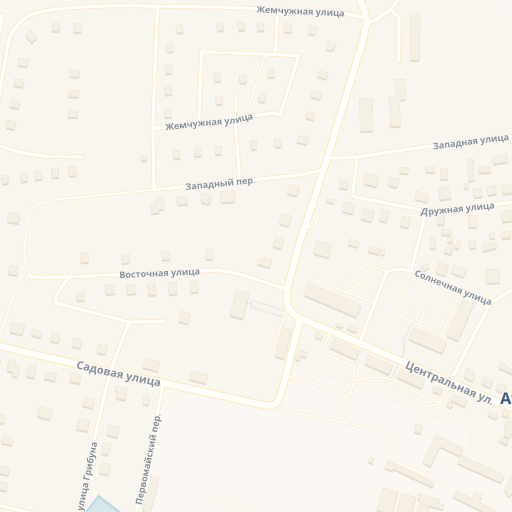 Жемчужная улица
Жемчужная улица
Западная улица
Западный пер.
Дружная улица
Восточная улица
Солнечная улица
Садовая улица
Центральная ул.
улица Грибуна
Первомайский пер.